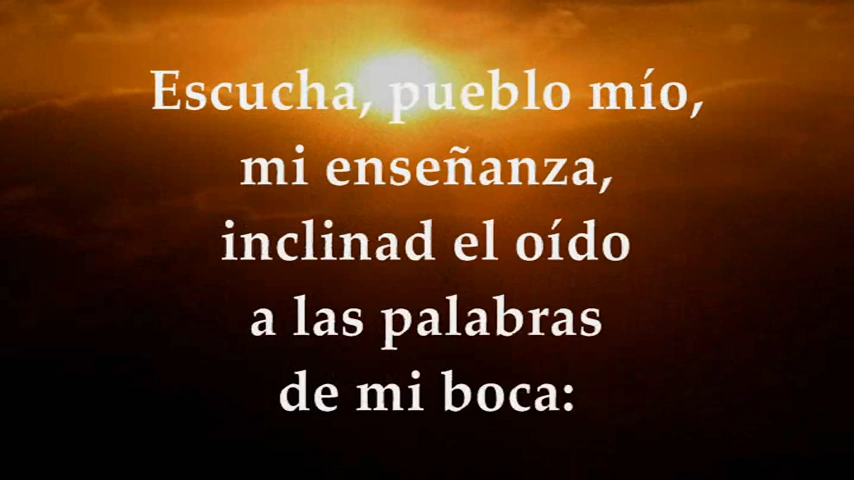 Escucha, pueblo mío,
mi enseñanza,
inclinad el oído
a las palabras
de mi boca: